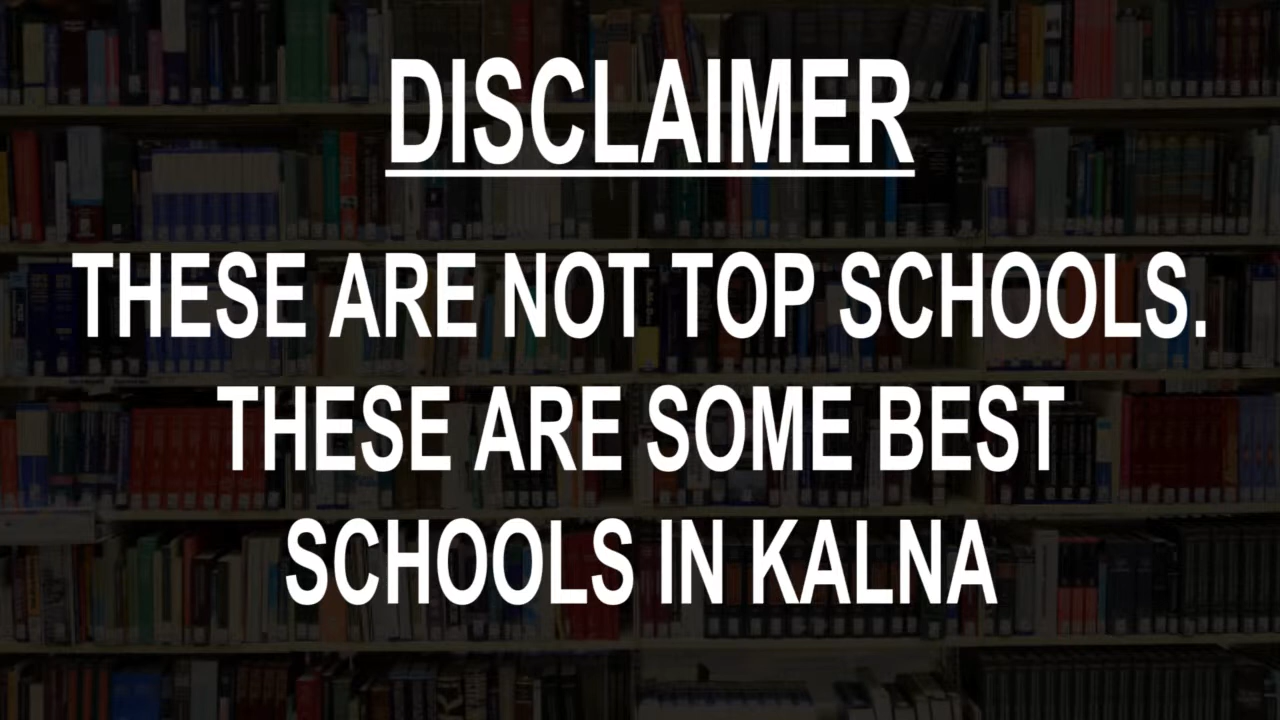 DISCLAIMER
THESE ARE NOT TOP SCHOOLS.
THESE ARE SOME BEST
SCHOOLS IN KALNA